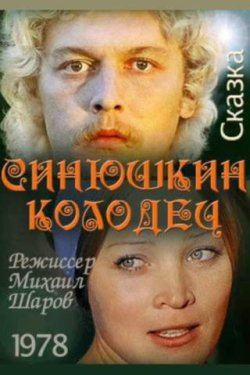 Сказка
СИНЮШКИН
КОЛОДЕЦ
Режиссер
Михаил
Шаров
1978